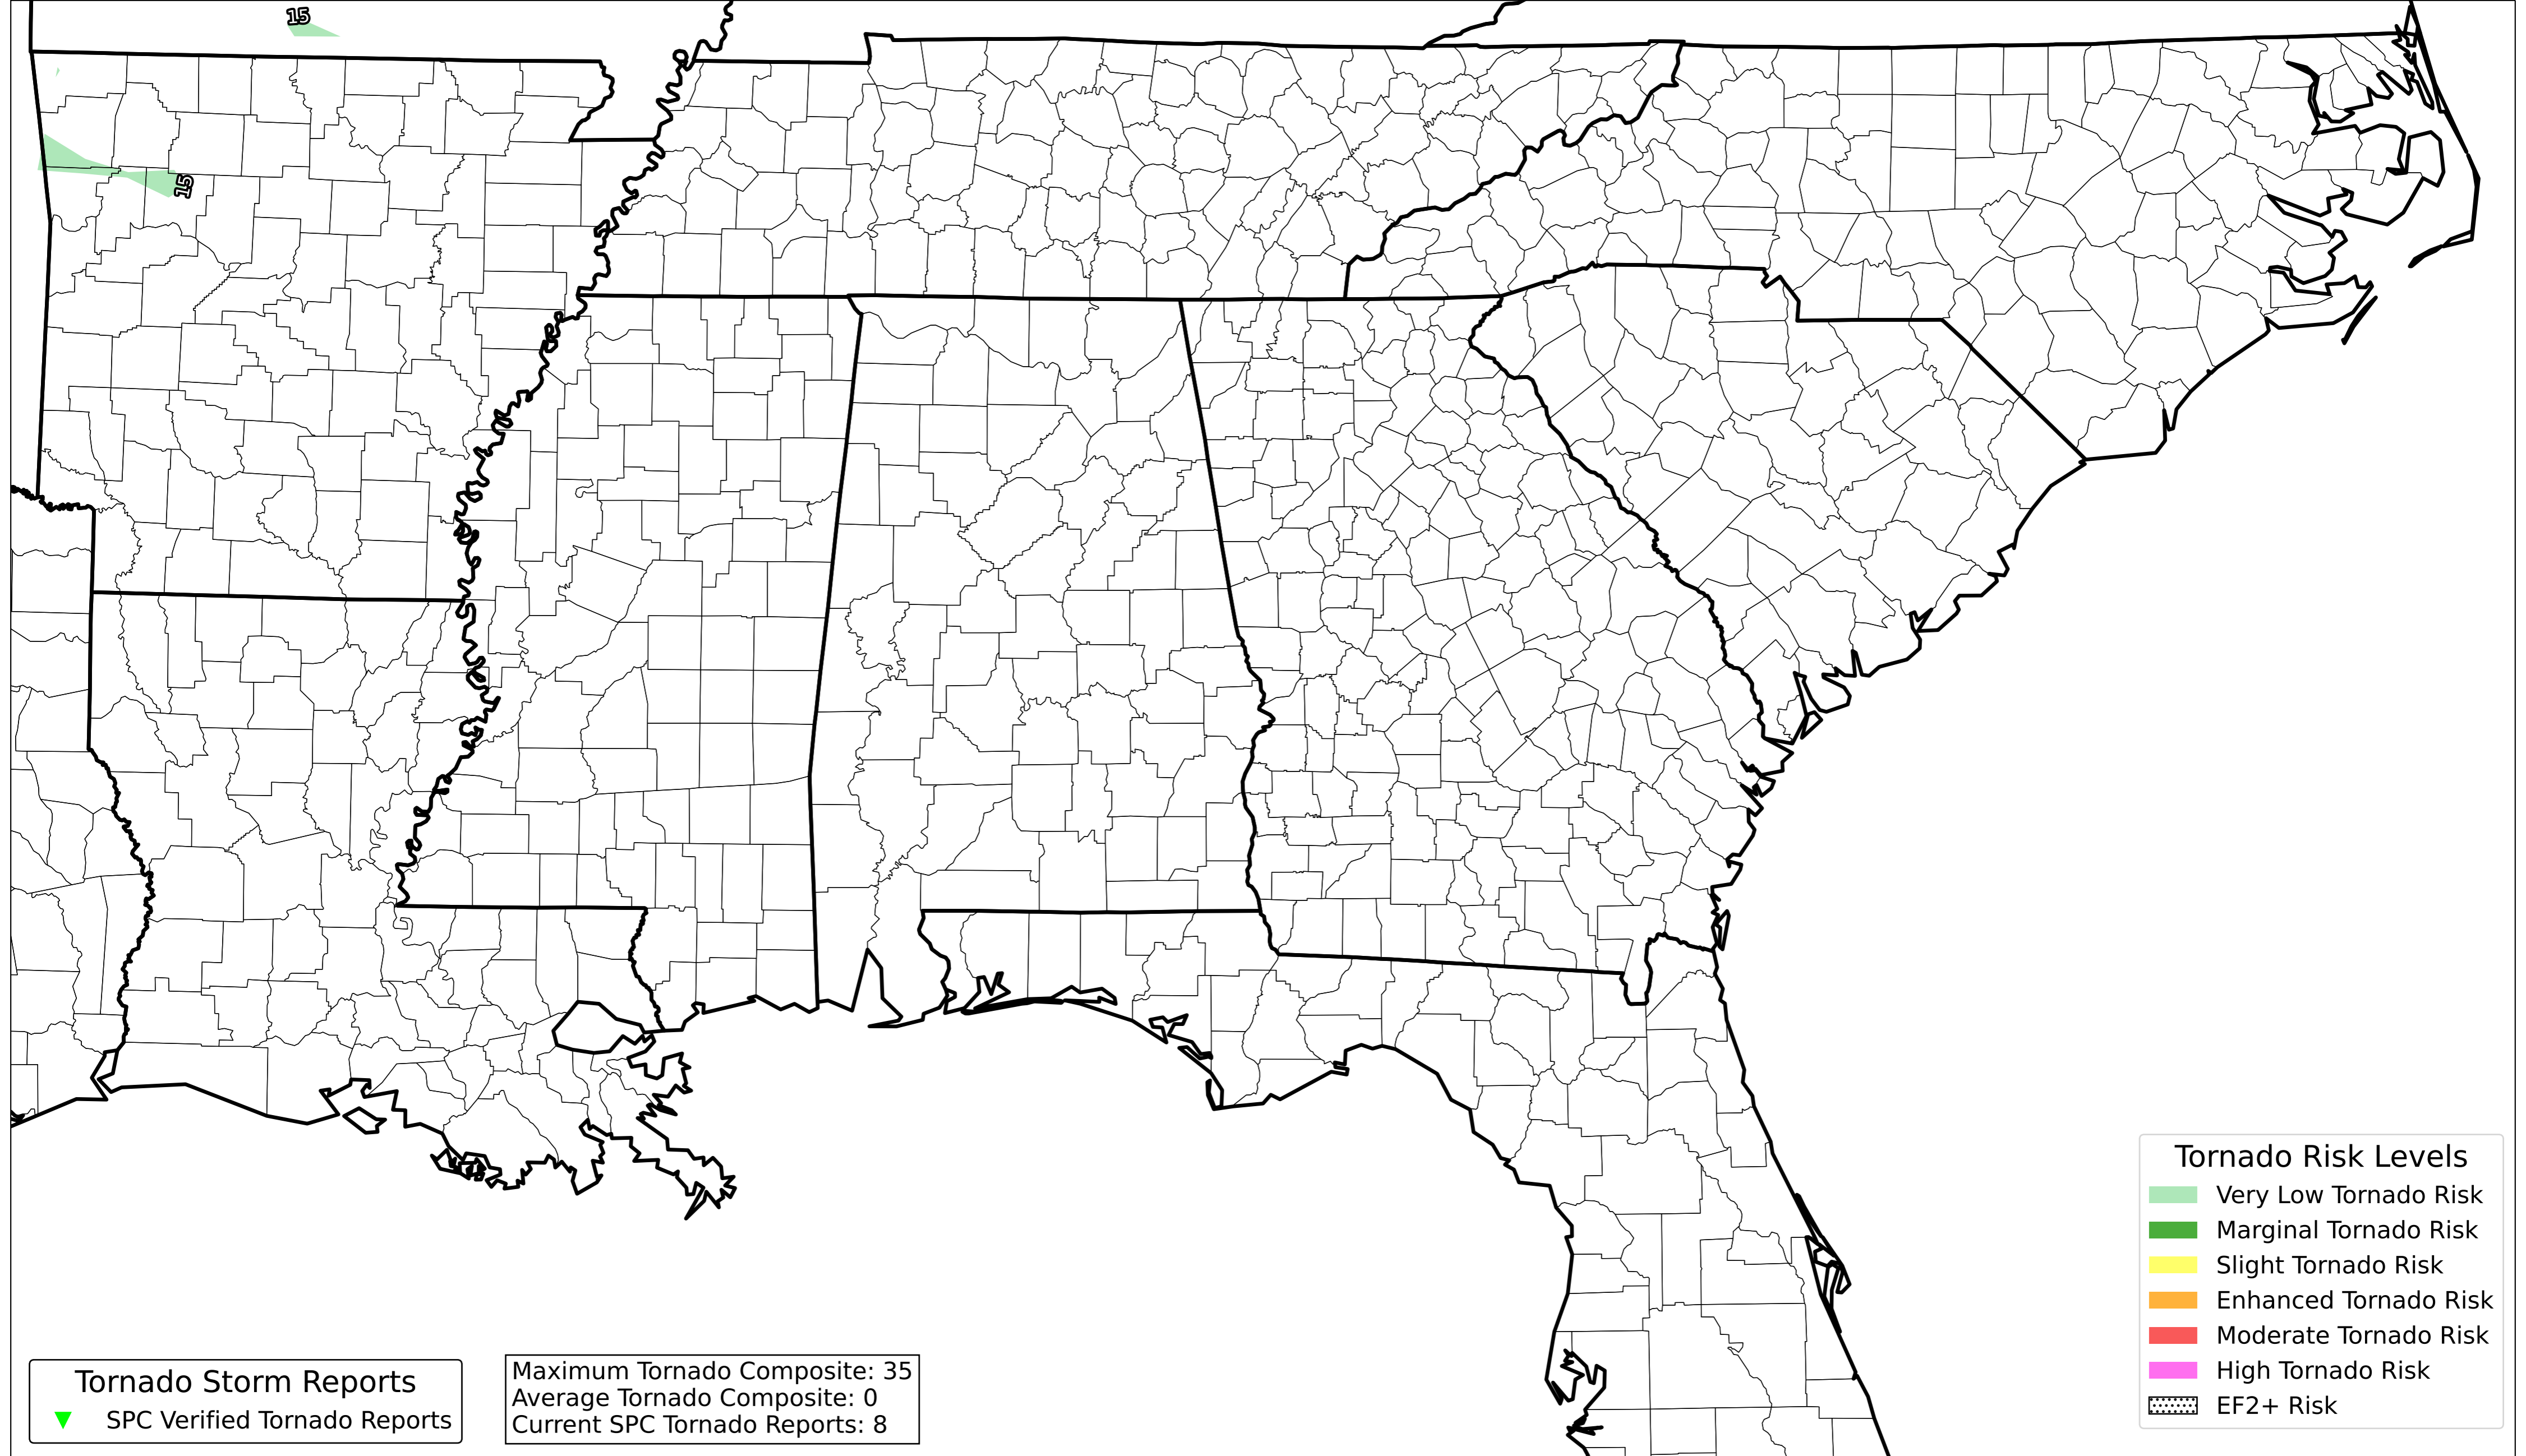 15
15
Tornado Risk Levels
Very Low Tornado Risk
Marginal Tornado Risk
Slight Tornado Risk
Enhanced Tornado Risk
Moderate Tornado Risk
High Tornado Risk
EF2+ Risk
Tornado Storm Reports
SPC Verified Tornado Reports
Maximum Tornado Composite: 35
Average Tornado Composite: 0
Current SPC Tornado Reports: 8